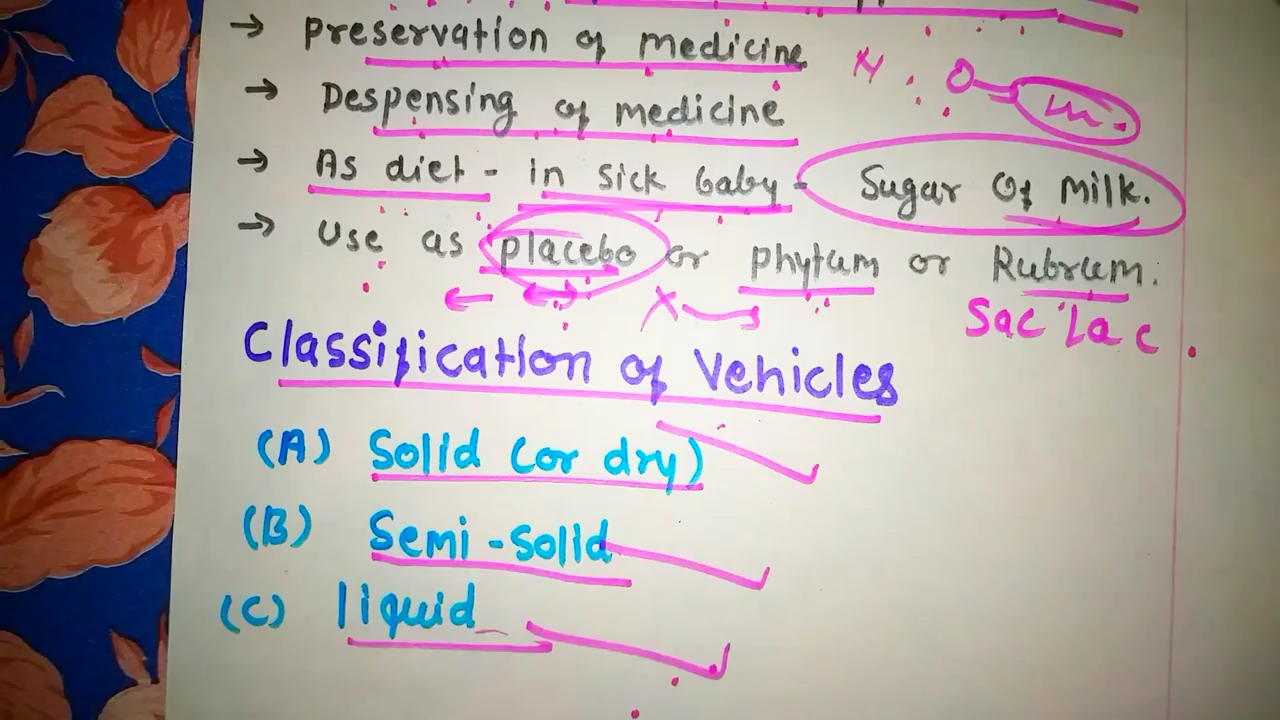 → Preservation of medicine
→ Despensing of medicine
→ As diet - in sick baby - Sugar Of Milk.
→ Use as placebo or phytum or Rubrum.
Sac Lac.
Classification of Vehicles
(A) Solid (or dry)
(B) Semi-Solid
(C) liquid